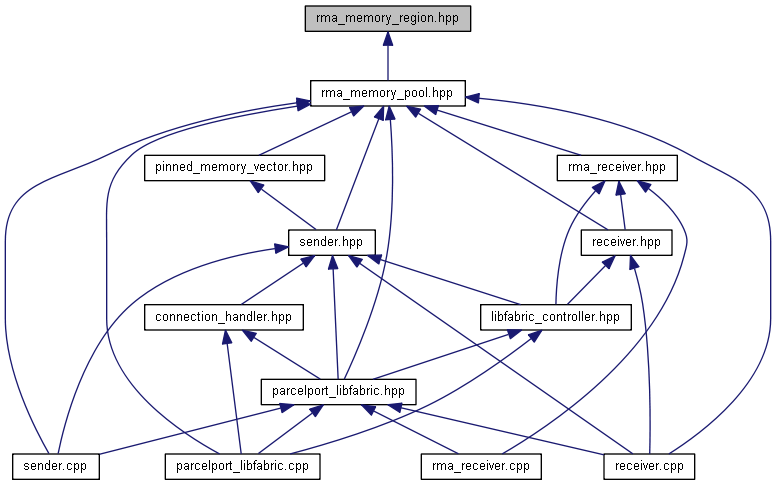 rma_memory_region.hpp
rma_memory_pool.hpp
pinned_memory_vector.hpp
rma_receiver.hpp
sender.hpp
receiver.hpp
connection_handler.hpp
libfabric_controller.hpp
parcelport_libfabric.hpp
sender.cpp
parcelport_libfabric.cpp
rma_receiver.cpp
receiver.cpp